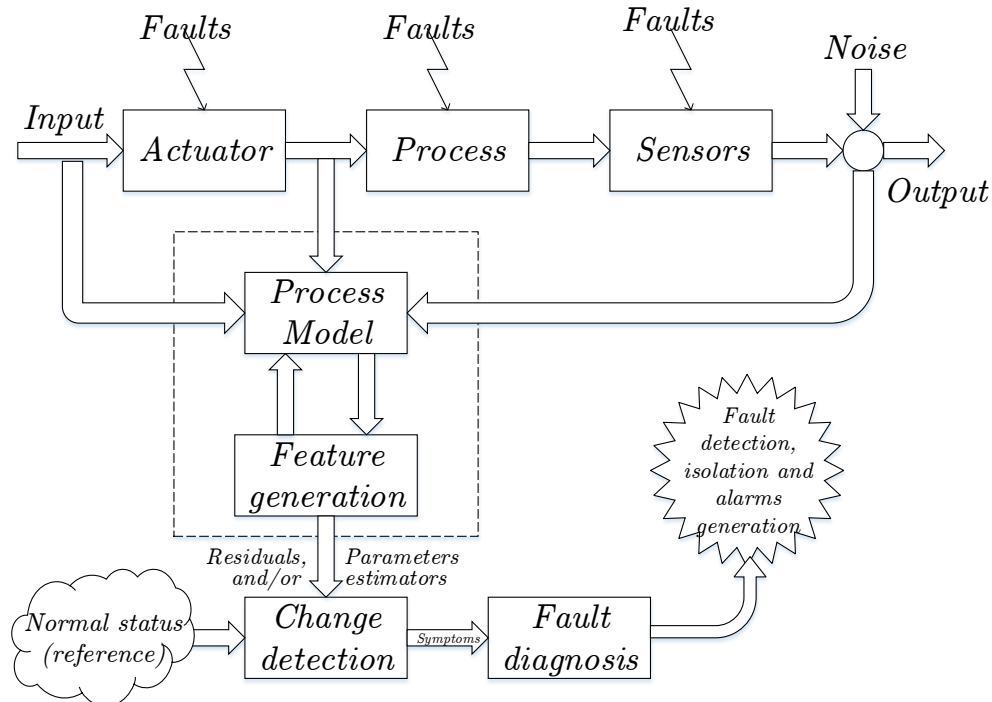 Faults
Faults
Faults
Noise
Input
Actuator
Process
Sensors
Output
Process
Model
Feature
generation
Fault
detection,
isolation and
alarms
generation
Residuals,
and/or
Parameters
estimators
Normal status
(reference)
Change
detection
Symptoms
Fault
diagnosis